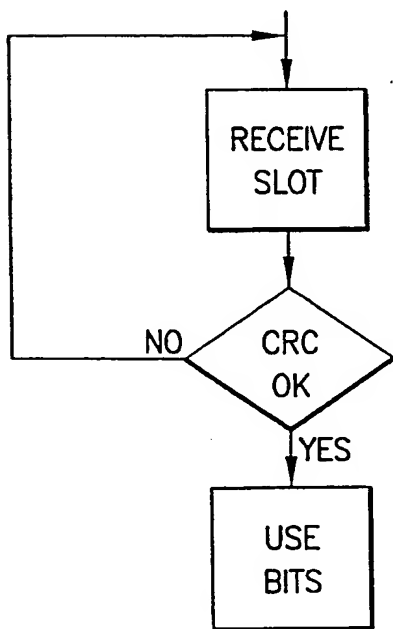 RECEIVE
SLOT
NO
CRC
OK
YES
USE
BITS